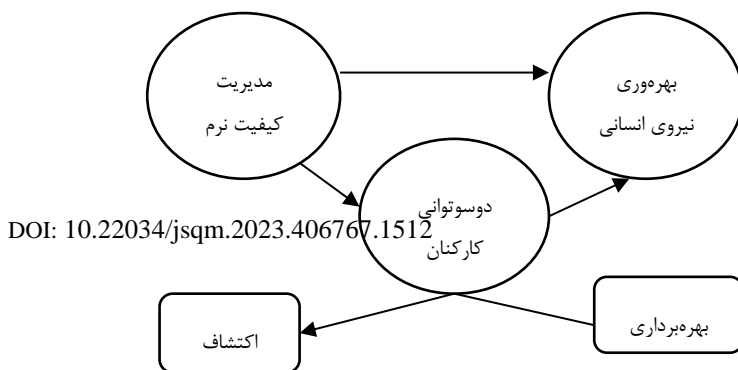 مدیریت
کیفیت نرم
بهره‌وری
نیروی انسانی
دوسوتوانی
کارکنان
DOI: 10.22034/jsqm.2023.406767.1512
بهره‌برداری
اکتشاف